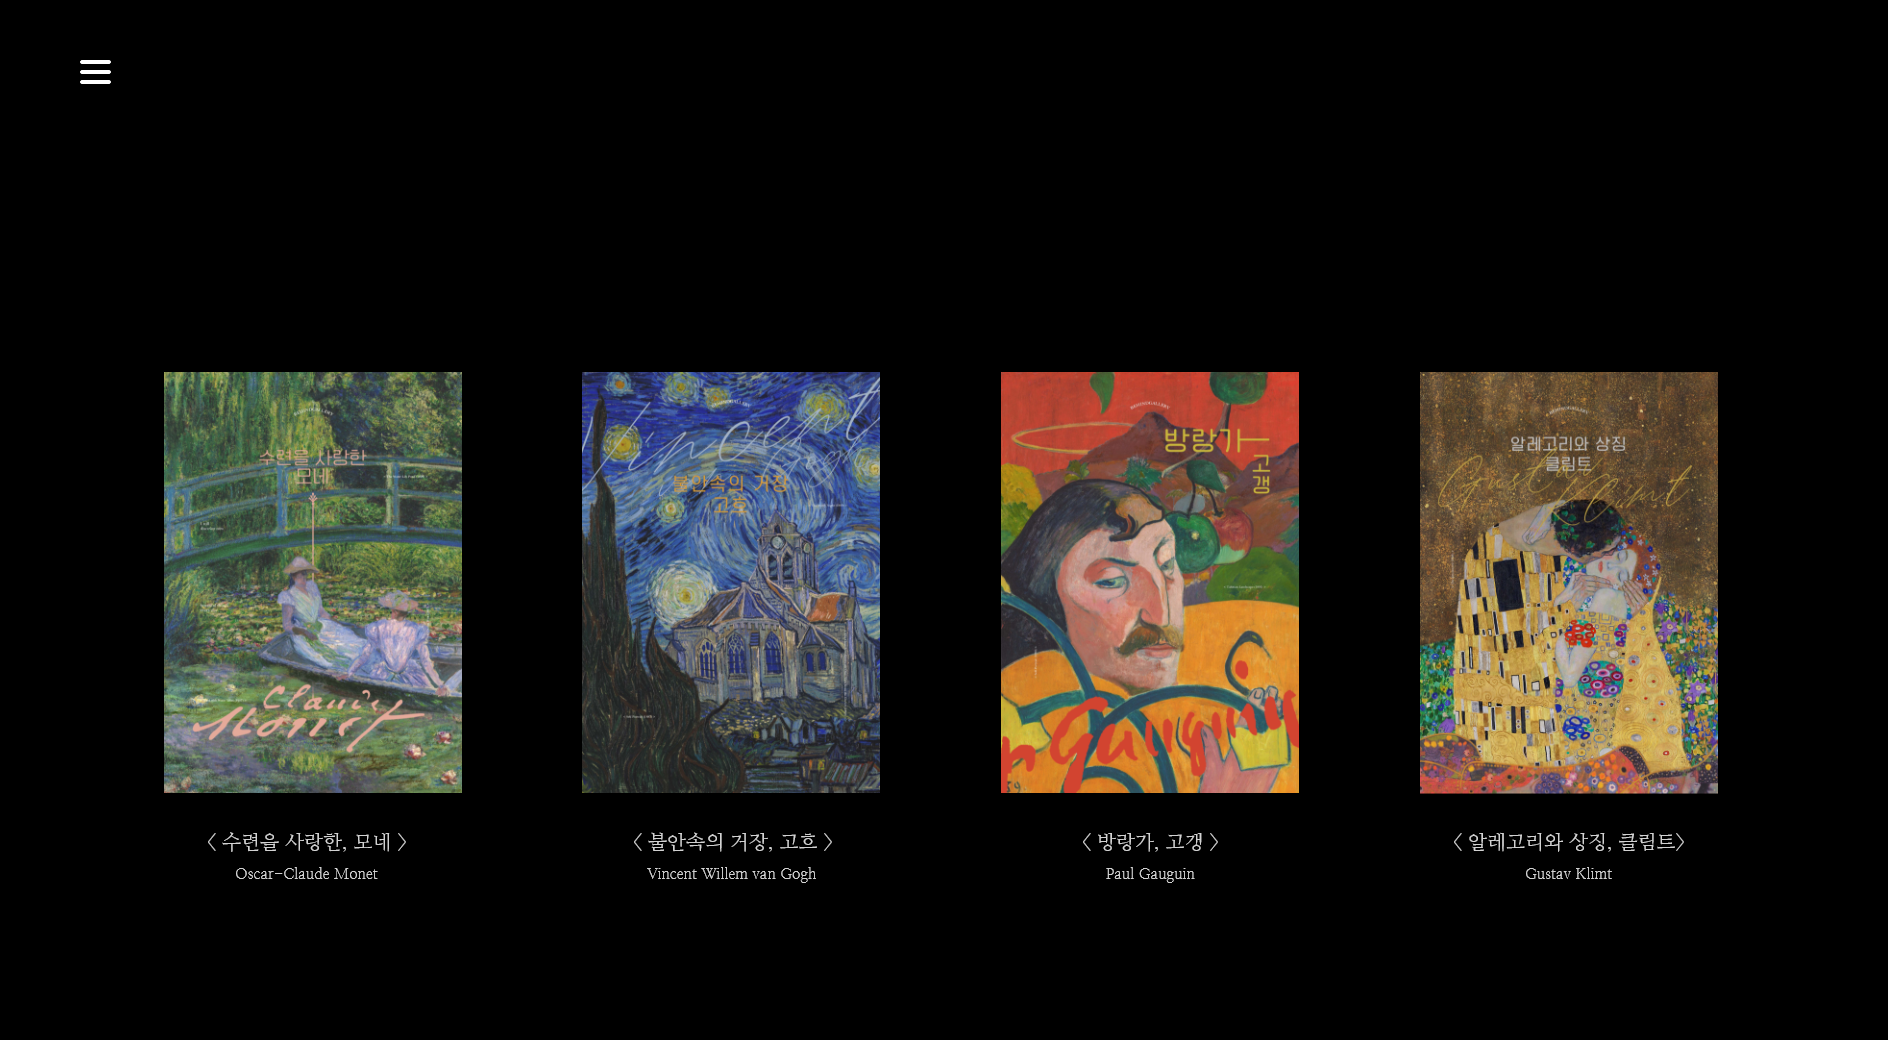 수련을 사랑한
모네
Claude
Monet
Vincent
불안속의 거장
고흐
방랑가
고갱
Gauguin
59.
알레고리와 상징
클림트
Gustav
Klimt
〈 수련을 사랑한, 모네 〉
Oscar-Claude Monet
〈 불안속의 거장, 고흐 〉
Vincent Willem van Gogh
〈 방랑가, 고갱 〉
Paul Gauguin
〈 알레고리와 상징, 클림트〉
Gustav Klimt